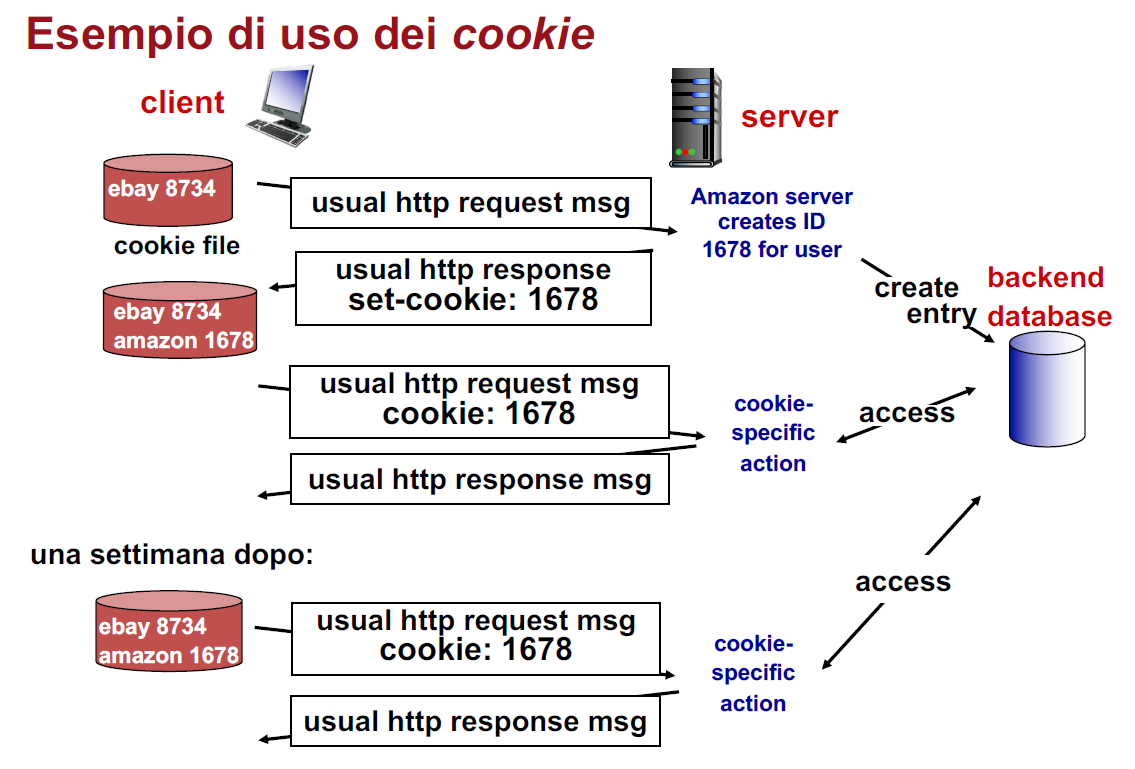 Esempio di uso dei cookie
client
server
ebay 8734
cookie file
usual http request msg
Amazon server
creates ID
1678 for user
usual http response
set-cookie: 1678
ebay 8734
amazon 1678
create
entry
backend
database
usual http request msg
cookie: 1678
cookie-
specific
action
access
usual http response msg
una settimana dopo:
ebay 8734
amazon 1678
usual http request msg
cookie: 1678
cookie-
specific
action
access
usual http response msg